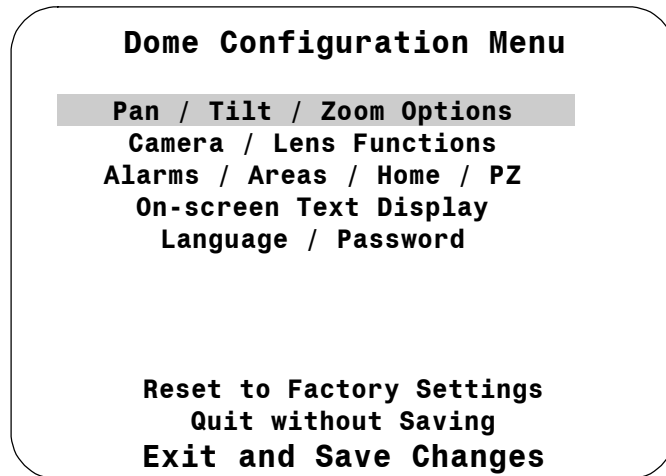 Dome Configuration Menu
Pan / Tilt / Zoom Options
Camera / Lens Functions
Alarms / Areas / Home / PZ
On-screen Text Display
Language / Password
Reset to Factory Settings
Quit without Saving
Exit and Save Changes